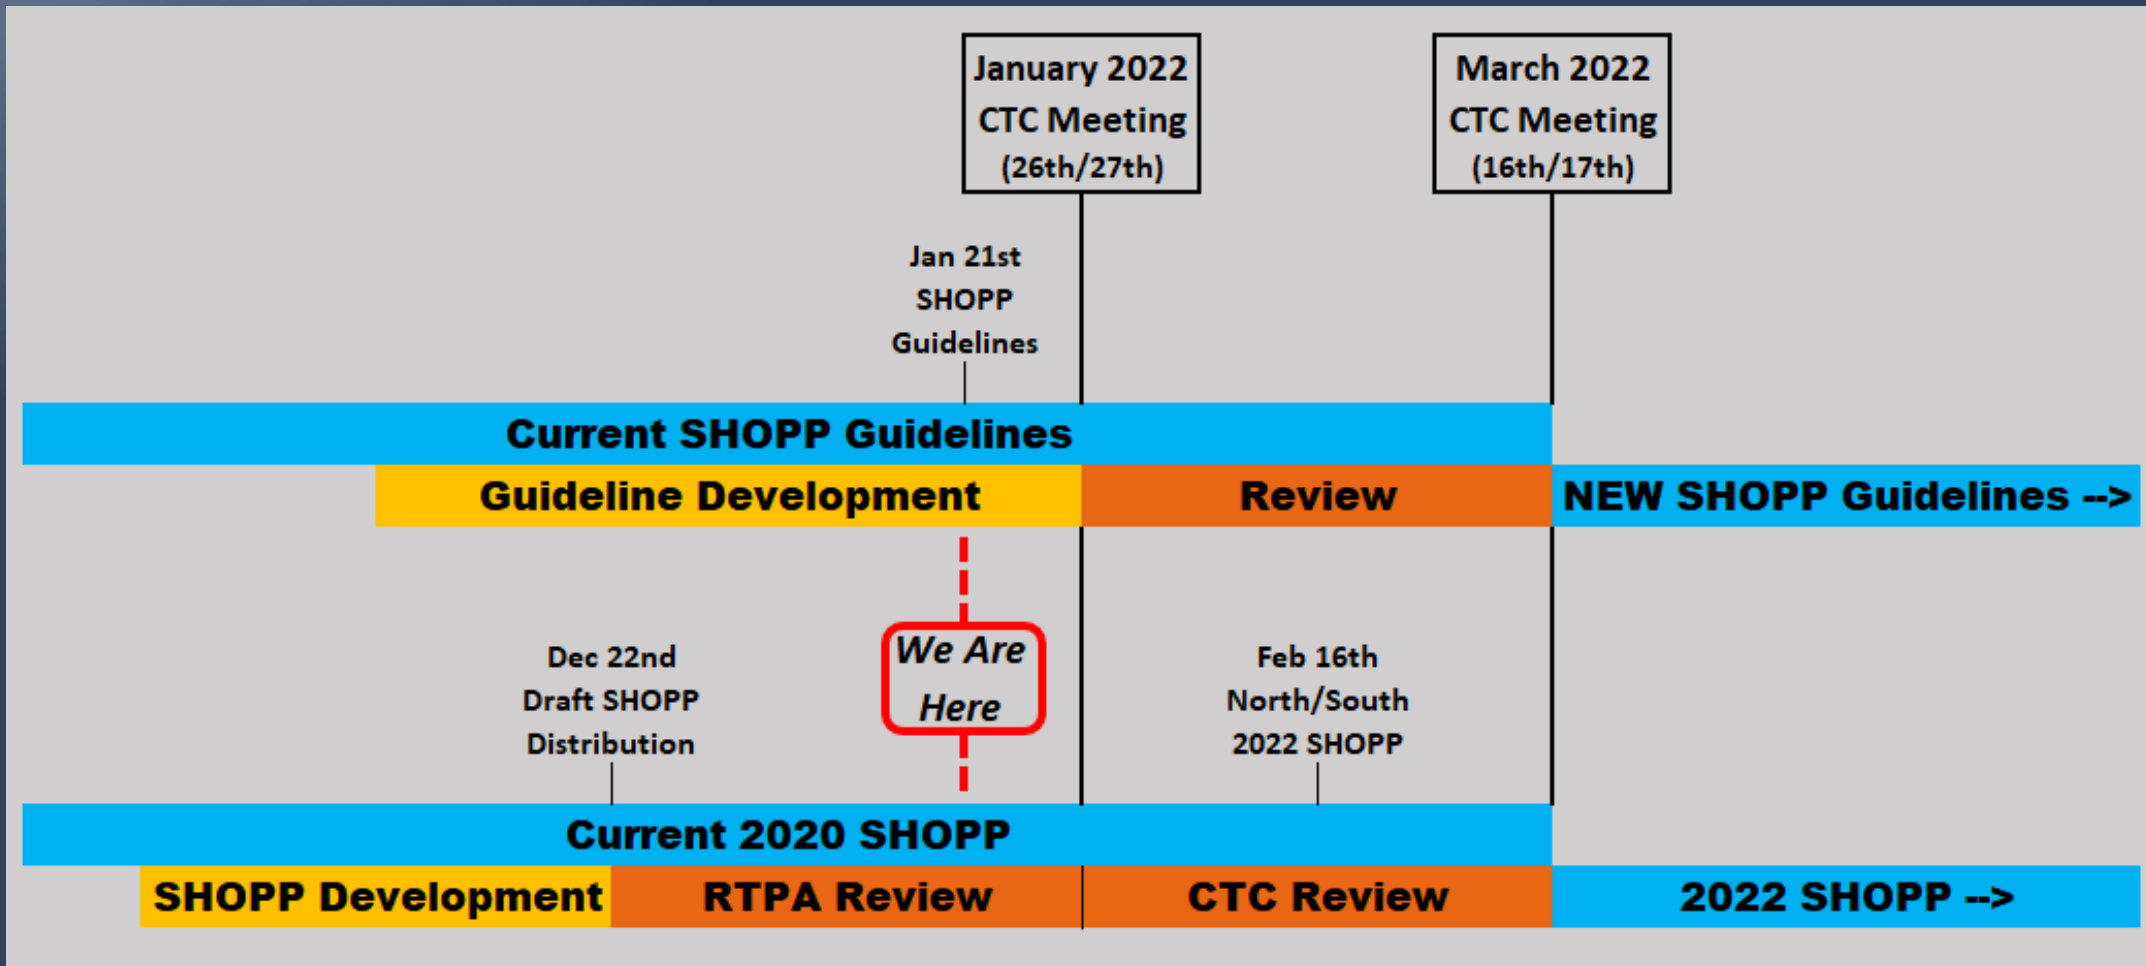 January 2022
CTC Meeting
(26th/27th)
March 2022
CTC Meeting
(16th/17th)
Jan 21st
SHOPP
Guidelines
Current SHOPP Guidelines
Guideline Development
Review
NEW SHOPP Guidelines -->
We Are
Here
Dec 22nd
Draft SHOPP
Distribution
Feb 16th
North/South
2022 SHOPP
Current 2020 SHOPP
SHOPP Development
RTPA Review
CTC Review
2022 SHOPP -->